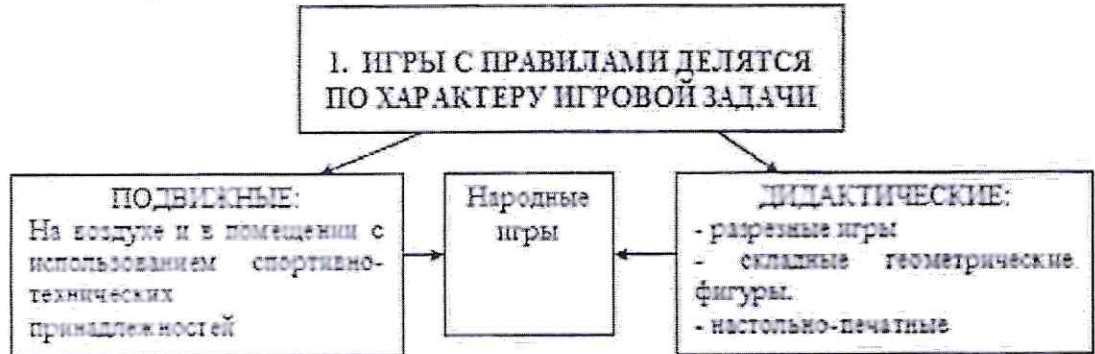 1. ИГРЫ С ПРАВИЛАМИ ДЕЛЯТСЯ
ПО ХАРАКТЕРУ ИГРОВОЙ ЗАДАЧИ
ПОДВИЖНЫЕ:
На воздухе и в помещении с
использованием спортивно-
технических
принадлежностей
Народные
игры
ДИДАКТИЧЕСКИЕ:
- разрезные игры
- складные геометрические
фигуры.
- настольно-печатные